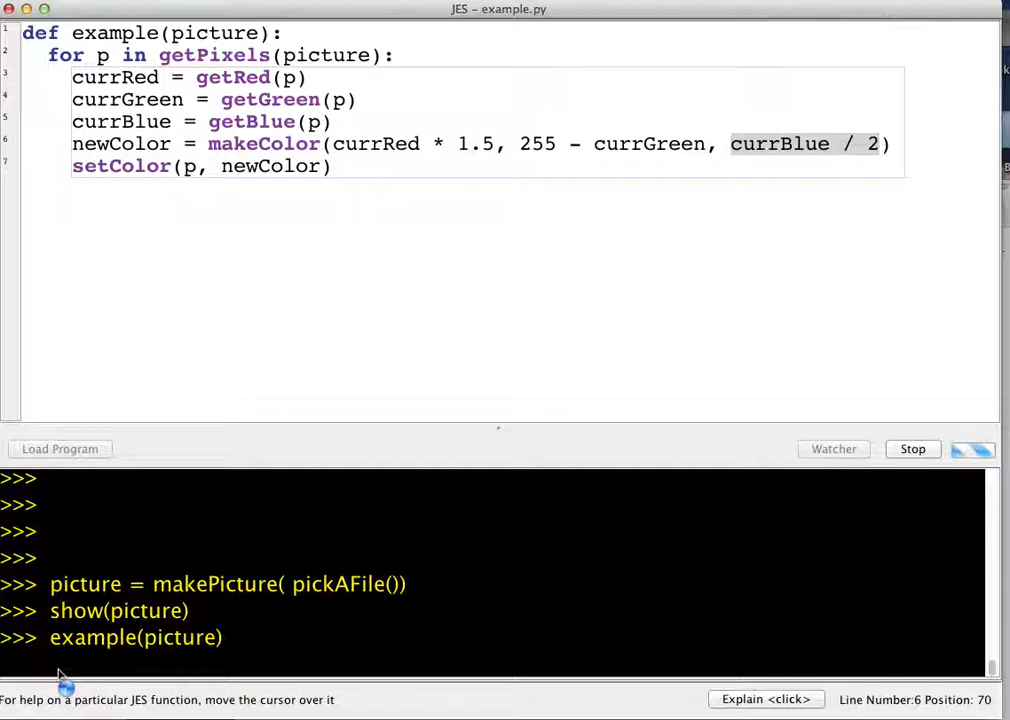 JES - example.py
1 def example(picture):
2 for p in getPixels(picture):
3 currRed = getRed(p)
4 currGreen = getGreen(p)
5 currBlue = getBlue(p)
6 newColor = makeColor(currRed * 1.5, 255 - currGreen, currBlue / 2)
7 setColor(p, newColor)
Load Program Watcher Stop
>>>
>>>
>>>
>>>
>>> picture = makePicture( pickAFile())
>>> show(picture)
>>> example(picture)
For help on a particular JES function, move the cursor over it Explain <click> Line Number:6 Position: 70